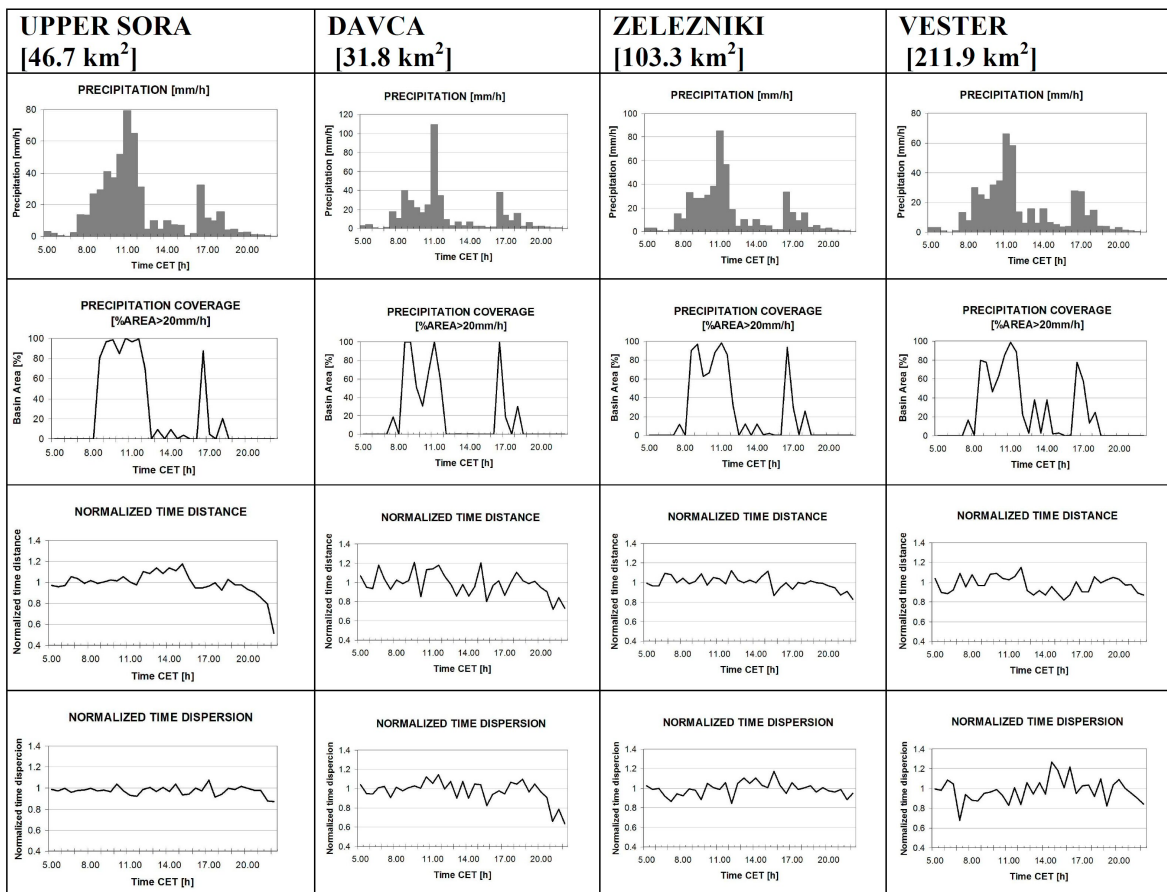 UPPER SORA
[46.7 km²]
DAVCA
[31.8 km²]
ZELEZNIKI
[103.3 km²]
VESTER
[211.9 km²]
PRECIPITATION [mm/h]
Precipitation [mm/h]
80
60
40
20
0
5.00 8.00 11.00 14.00 17.00 20.00
Time CET [h]
PRECIPITATION [mm/h]
Precipitation [mm/h]
120
100
80
60
40
20
0
5.00 8.00 11.00 14.00 17.00 20.00
Time CET [h]
PRECIPITATION [mm/h]
Precipitation [mm/h]
100
80
60
40
20
0
5.00 8.00 11.00 14.00 17.00 20.00
Time CET [h]
PRECIPITATION [mm/h]
Precipitation [mm/h]
100
80
60
40
20
0
5.00 8.00 11.00 14.00 17.00 20.00
Time CET [h]
PRECIPITATION COVERAGE
[%AREA>20mm/h]
Basin Area [%]
100
80
60
40
20
0
5.00 8.00 11.00 14.00 17.00 20.00
Time CET [h]
PRECIPITATION COVERAGE
[%AREA>20mm/h]
Basin Area [%]
100
80
60
40
20
0
5.00 8.00 11.00 14.00 17.00 20.00
Time CET [h]
PRECIPITATION COVERAGE
[%AREA>20mm/h]
Basin Area [%]
100
80
60
40
20
0
5.00 8.00 11.00 14.00 17.00 20.00
Time CET [h]
PRECIPITATION COVERAGE
[%AREA>20mm/h]
Basin Area [%]
100
80
60
40
20
0
5.00 8.00 11.00 14.00 17.00 20.00
Time CET [h]
NORMALIZED TIME DISTANCE
Normalized time distance
1.4
1.2
1
0.8
0.6
0.4
5.00 8.00 11.00 14.00 17.00 20.00
Time CET [h]
NORMALIZED TIME DISTANCE
Normalized time distance
1.4
1.2
1
0.8
0.6
0.4
5.00 8.00 11.00 14.00 17.00 20.00
Time CET [h]
NORMALIZED TIME DISTANCE
Normalized time distance
1.4
1.2
1
0.8
0.6
0.4
5.00 8.00 11.00 14.00 17.00 20.00
Time CET [h]
NORMALIZED TIME DISTANCE
Normalized time distance
1.4
1.2
1
0.8
0.6
0.4
5.00 8.00 11.00 14.00 17.00 20.00
Time CET [h]
NORMALIZED TIME DISPERSION
Normalized time dispercion
1.4
1.2
1
0.8
0.6
0.4
5.00 8.00 11.00 14.00 17.00 20.00
Time CET [h]
NORMALIZED TIME DISPERSION
Normalized time dispercion
1.4
1.2
1
0.8
0.6
0.4
5.00 8.00 11.00 14.00 17.00 20.00
Time CET [h]
NORMALIZED TIME DISPERSION
Normalized time dispercion
1.4
1.2
1
0.8
0.6
0.4
5.00 8.00 11.00 14.00 17.00 20.00
Time CET [h]
NORMALIZED TIME DISPERSION
Normalized time dispercion
1.4
1.2
1
0.8
0.6
0.4
5.00 8.00 11.00 14.00 17.00 20.00
Time CET [h]